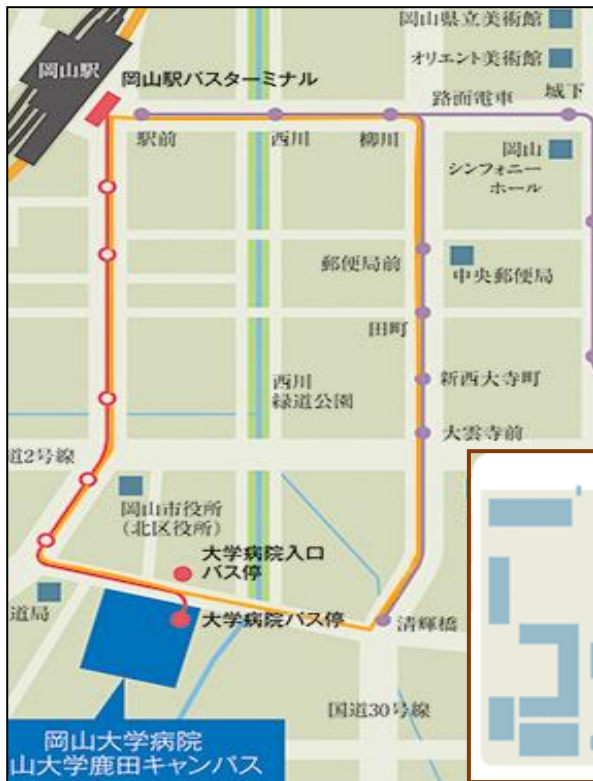 岡山県立美術館
オリエント美術館
岡山駅
岡山駅バスターミナル
路面電車
城下
駅前
西川
柳川
岡山
シンフォニー
ホール
郵便局前
中央郵便局
田町
西川
緑道公園
新西大寺町
大雲寺前
道2号線
岡山市役所
(北区役所)
大学病院入口
バス停
道局
大学病院バス停
清輝橋
国道30号線
岡山大学病院
山大学鹿田キャンパス